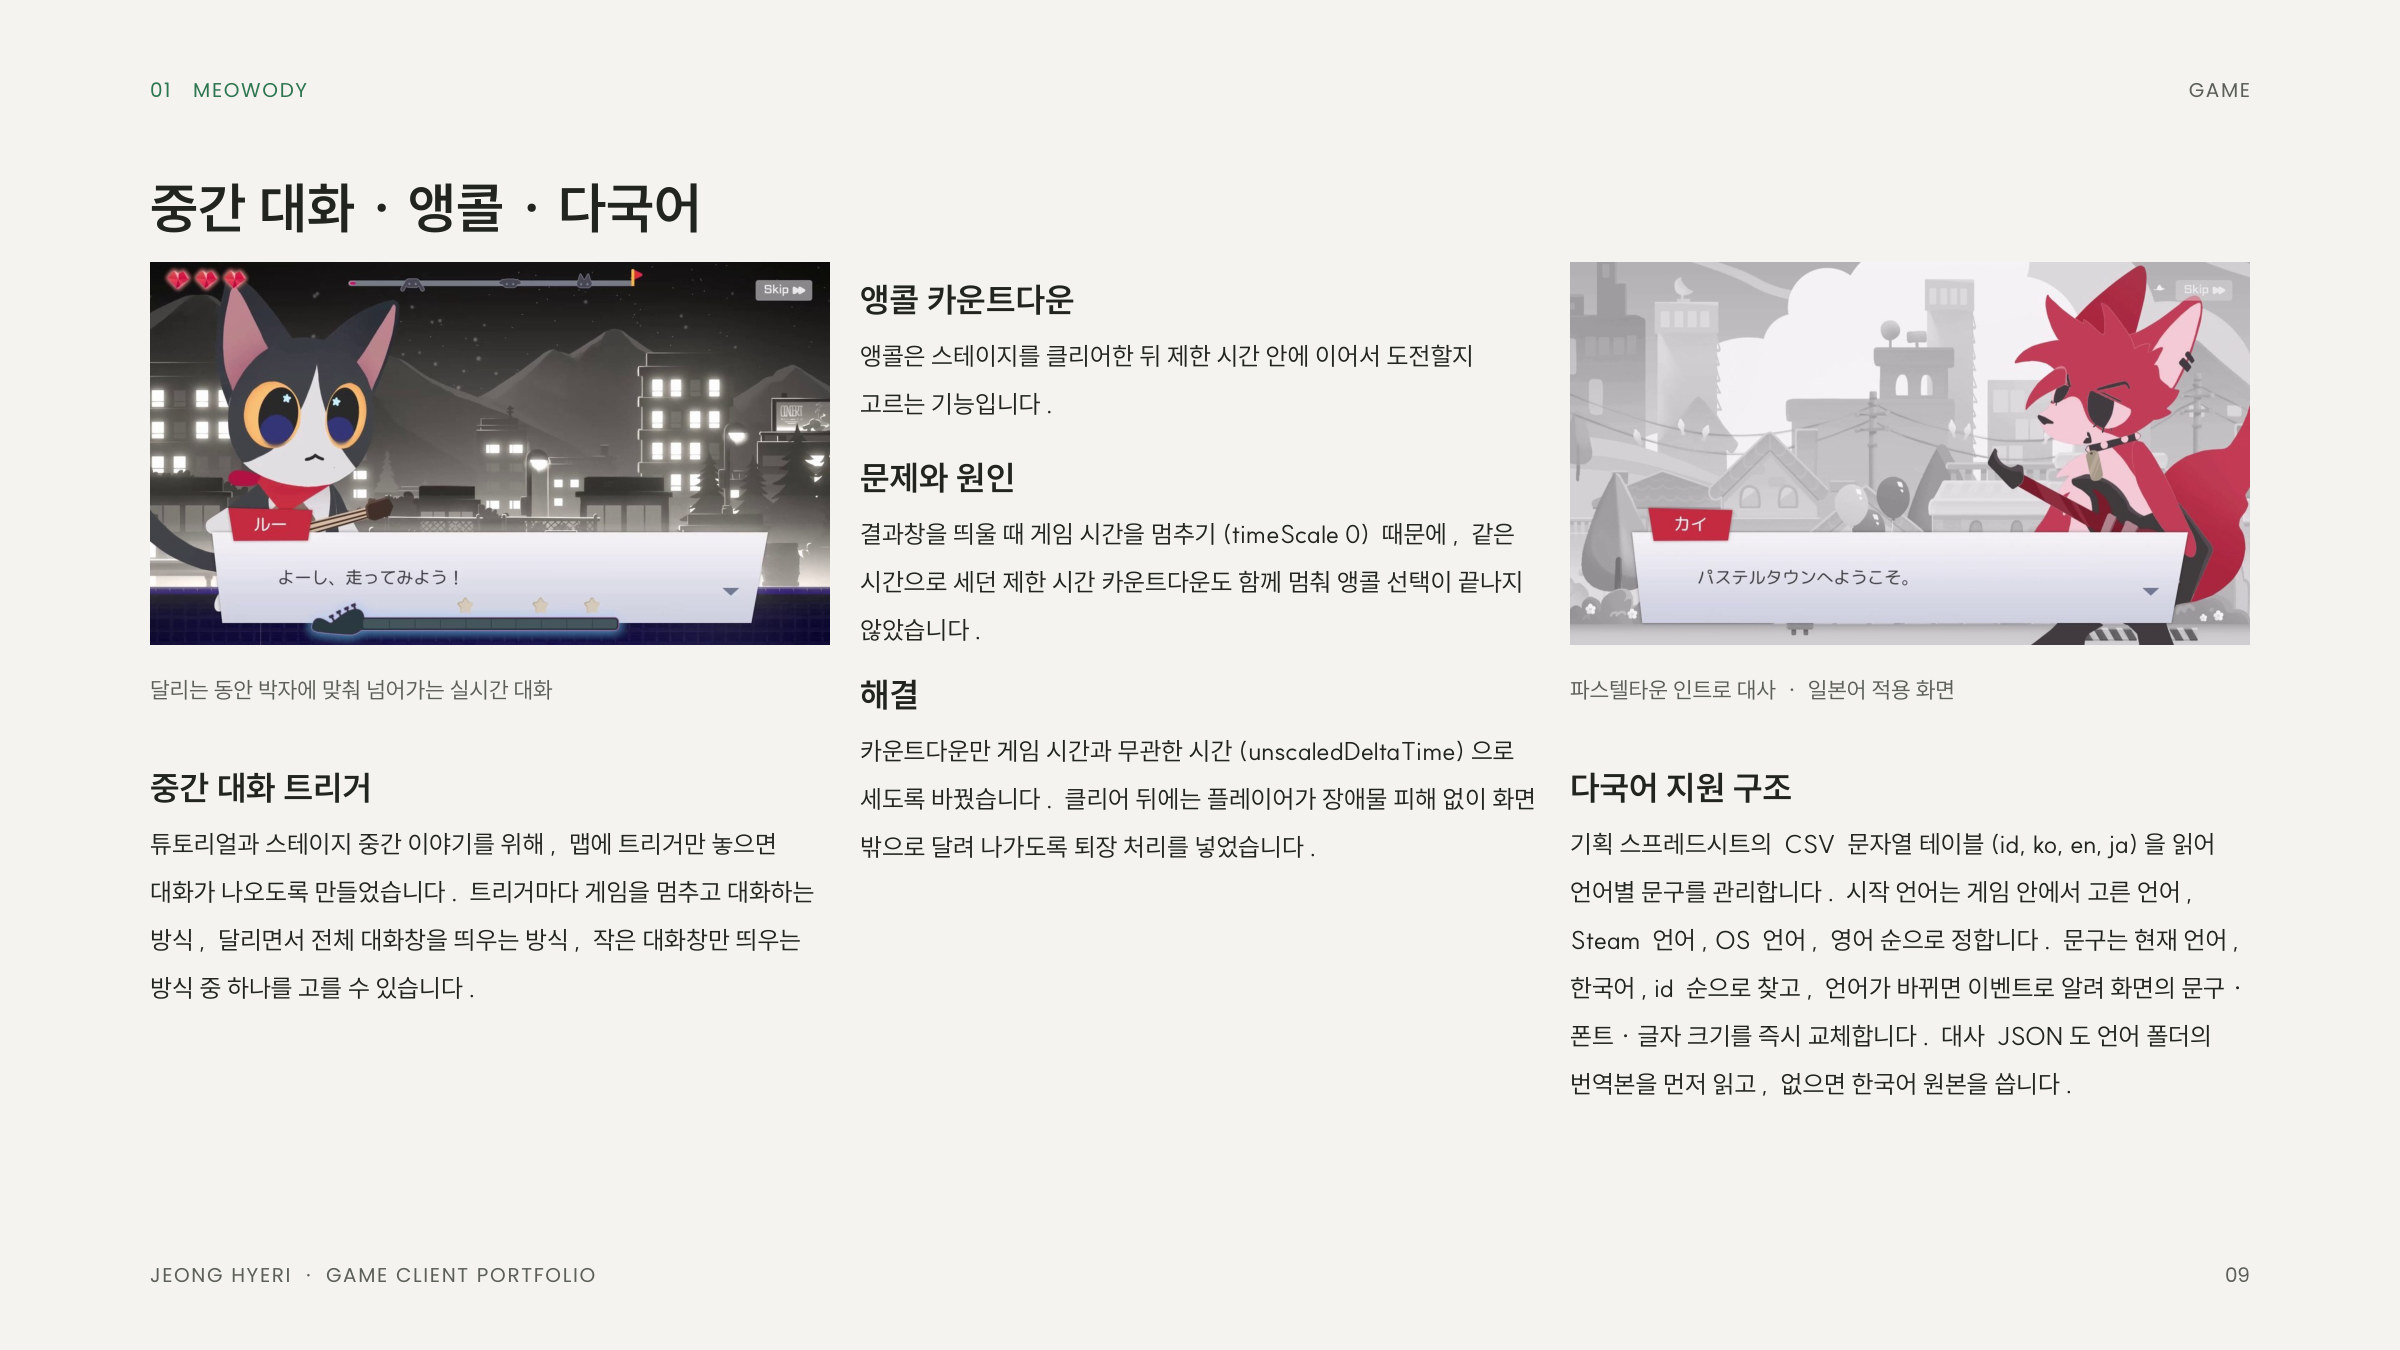 01 MEOWODY
GAME
중간 대화 · 앵콜 · 다국어
Skip
ルー
よーし、走ってみよう！
달리는 동안 박자에 맞춰 넘어가는 실시간 대화
중간 대화 트리거
튜토리얼과 스테이지 중간 이야기를 위해, 맵에 트리거만 놓으면
대화가 나오도록 만들었습니다. 트리거마다 게임을 멈추고 대화하는
방식, 달리면서 전체 대화창을 띄우는 방식, 작은 대화창만 띄우는
방식 중 하나를 고를 수 있습니다.
앵콜 카운트다운
앵콜은 스테이지를 클리어한 뒤 제한 시간 안에 이어서 도전할지
고르는 기능입니다.
문제와 원인
결과창을 띄울 때 게임 시간을 멈추기 (timeScale 0) 때문에, 같은
시간으로 세던 제한 시간 카운트다운도 함께 멈춰 앵콜 선택이 끝나지
않았습니다.
해결
카운트다운만 게임 시간과 무관한 시간 (unscaledDeltaTime) 으로
세도록 바꿨습니다. 클리어 뒤에는 플레이어가 장애물 피해 없이 화면
밖으로 달려 나가도록 퇴장 처리를 넣었습니다.
Skip
カイ
パステルタウンへようこそ。
파스텔타운 인트로 대사 · 일본어 적용 화면
다국어 지원 구조
기획 스프레드시트의 CSV 문자열 테이블 (id, ko, en, ja) 을 읽어
언어별 문구를 관리합니다. 시작 언어는 게임 안에서 고른 언어,
Steam 언어, OS 언어, 영어 순으로 정합니다. 문구는 현재 언어,
한국어, id 순으로 찾고, 언어가 바뀌면 이벤트로 알려 화면의 문구 ·
폰트 · 글자 크기를 즉시 교체합니다. 대사 JSON 도 언어 폴더의
번역본을 먼저 읽고, 없으면 한국어 원본을 씁니다.
JEONG HYERI · GAME CLIENT PORTFOLIO
09